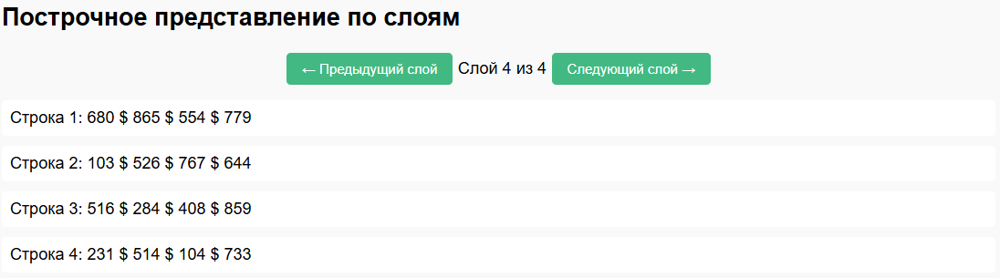 Построчное представление по слоям
← Предыдущий слой Слой 4 из 4 Следующий слой →
Строка 1: 680 $ 865 $ 554 $ 779
Строка 2: 103 $ 526 $ 767 $ 644
Строка 3: 516 $ 284 $ 408 $ 859
Строка 4: 231 $ 514 $ 104 $ 733